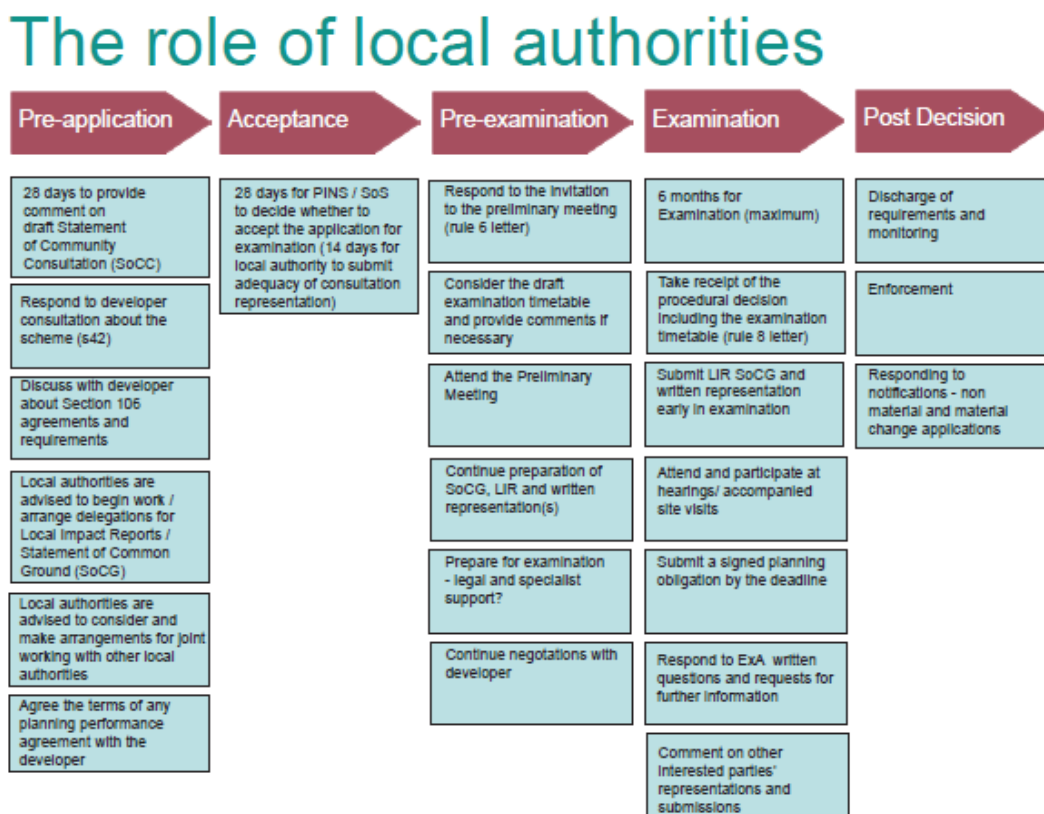 The role of local authorities
Pre-application
Acceptance
Pre-examination
Examination
Post Decision
28 days to provide
comment on
draft Statement
of Community
Consultation (SoCC)
Respond to developer
consultation about the
scheme (s42)
Discuss with developer
about Section 106
agreements and
requirements
Local authorities are
advised to begin work /
arrange delegations for
Local Impact Reports /
Statement of Common
Ground (SoCG)
Local authorities are
advised to consider and
make arrangements for joint
working with other local
authorities
Agree the terms of any
planning performance
agreement with the
developer
28 days for PINS / SoS
to decide whether to
accept the application for
examination (14 days for
local authority to submit
adequacy of consultation
representation)
Respond to the invitation
to the preliminary meeting
(rule 6 letter)
Consider the draft
examination timetable
and provide comments if
necessary
Attend the Preliminary
Meeting
Continue preparation of
SoCG, LIR and written
representation(s)
Prepare for examination
- legal and specialist
support?
Continue negotations with
developer
6 months for
Examination (maximum)
Take receipt of the
procedural decision
including the examination
timetable (rule 8 letter)
Submit LIR SoCG and
written representation
early in examination
Attend and participate at
hearings/ accompanied
site visits
Submit a signed planning
obligation by the deadline
Respond to ExA written
questions and requests for
further information
Comment on other
interested parties'
representations and
submissions
Discharge of
requirements and
monitoring
Enforcement
Responding to
notifications - non
material and material
change applications